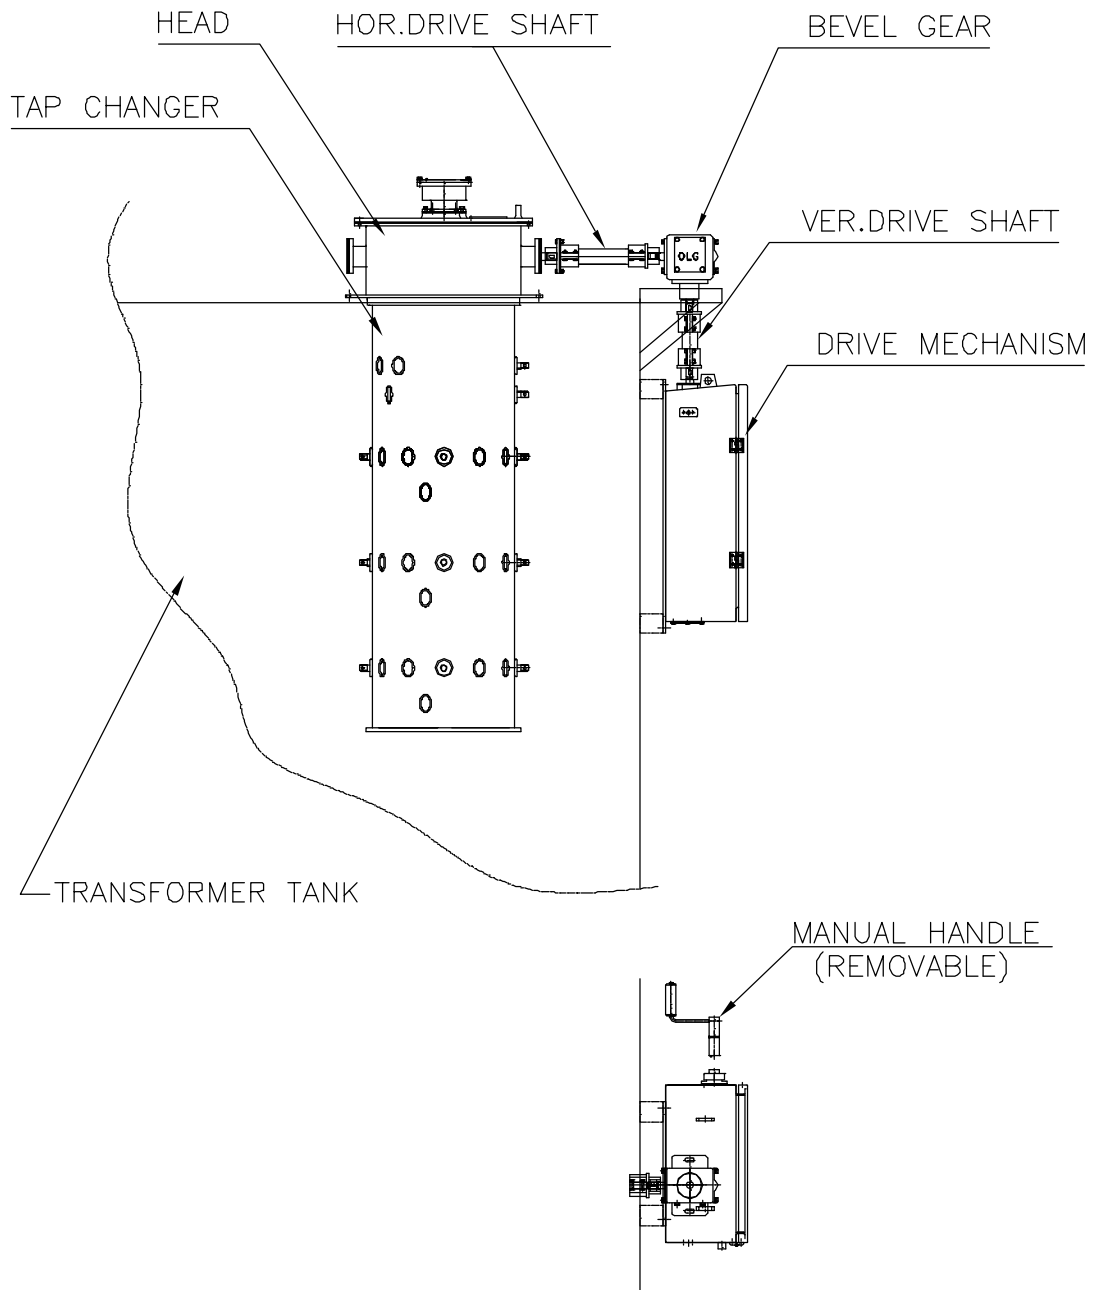 HEAD
HOR.DRIVE SHAFT
BEVEL GEAR
TAP CHANGER
VER.DRIVE SHAFT
OLG
DRIVE MECHANISM
TRANSFORMER TANK
MANUAL HANDLE
(REMOVABLE)